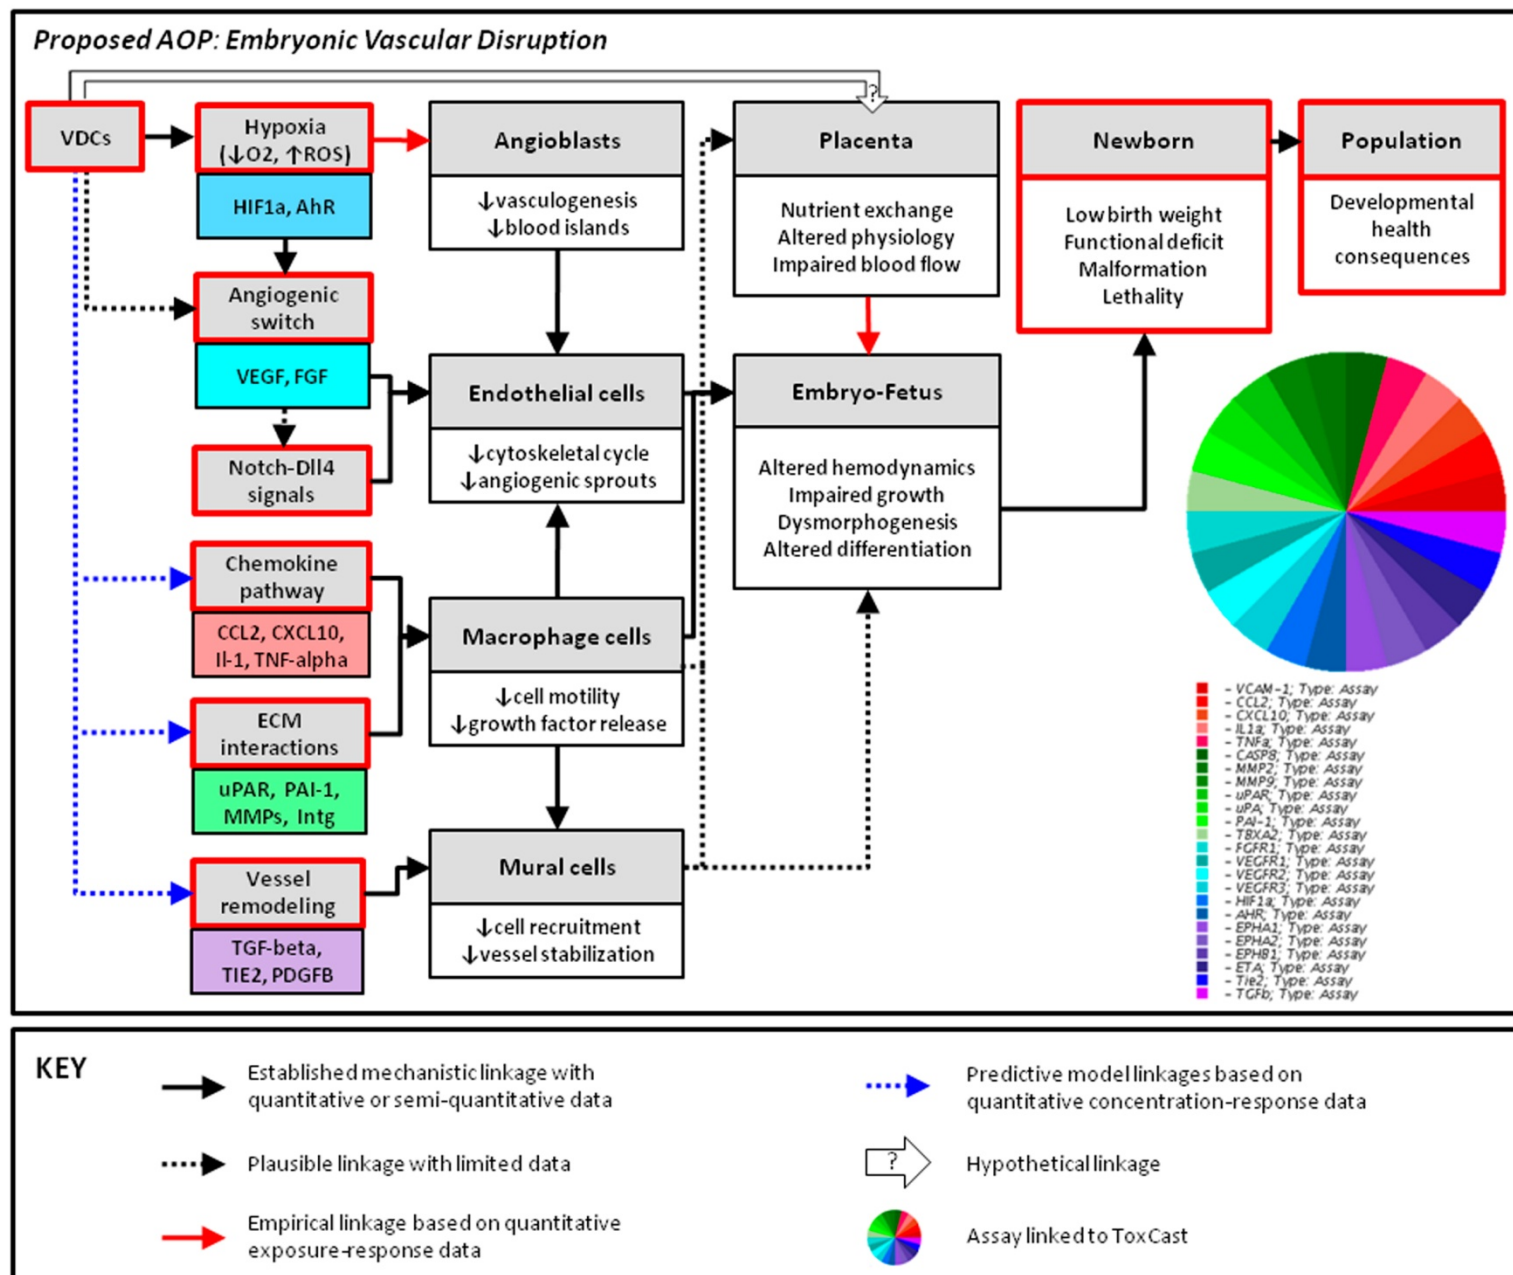 Proposed AOP: Embryonic Vascular Disruption
?
VDCs
Hypoxia
(↓O2, ↑ROS)
HIF1a, AhR
Angiogenic
switch
VEGF, FGF
Notch-Dll4
signals
Chemokine
pathway
CCL2, CXCL10,
Il-1, TNF-alpha
ECM
interactions
uPAR, PAI-1,
MMPs, Intg
Vessel
remodeling
TGF-beta,
TIE2, PDGFB
Angioblasts
↓vasculogenesis
↓blood islands
Endothelial cells
↓cytoskeletal cycle
↓angiogenic sprouts
Macrophage cells
↓cell motility
↓growth factor release
Mural cells
↓cell recruitment
↓vessel stabilization
Placenta
Nutrient exchange
Altered physiology
Impaired blood flow
Embryo-Fetus
Altered hemodynamics
Impaired growth
Dysmorphogenesis
Altered differentiation
Newborn
Low birth weight
Functional deficit
Malformation
Lethality
Population
Developmental
health
consequences
- VCAM-1; Type: Assay
- CCL2; Type: Assay
- CXCL10; Type: Assay
- IL1a; Type: Assay
- TNFa; Type: Assay
- CASP8; Type: Assay
- MMP2; Type: Assay
- MMP9; Type: Assay
- uPAR; Type: Assay
- uPA; Type: Assay
- PAI-1; Type: Assay
- TBXA2; Type: Assay
- FGFR1; Type: Assay
- VEGFR1; Type: Assay
- VEGFR2; Type: Assay
- VEGFR3; Type: Assay
- HIF1a; Type: Assay
- AHR; Type: Assay
- EPHA1; Type: Assay
- EPHA2; Type: Assay
- EPHB1; Type: Assay
- ETA; Type: Assay
- Tie2; Type: Assay
- TGFb; Type: Assay
KEY
Established mechanistic linkage with
quantitative or semi-quantitative data
Plausible linkage with limited data
Empirical linkage based on quantitative
exposure-response data
Predictive model linkages based on
quantitative concentration-response data
?
Hypothetical linkage
Assay linked to ToxCast